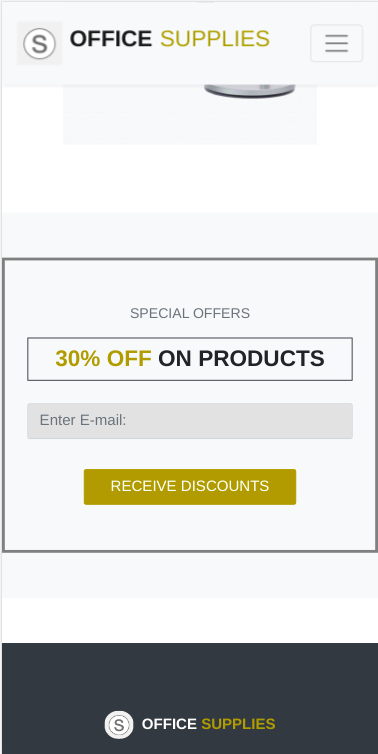 S OFFICE SUPPLIES
SPECIAL OFFERS
30% OFF ON PRODUCTS
Enter E-mail:
RECEIVE DISCOUNTS
S OFFICE SUPPLIES